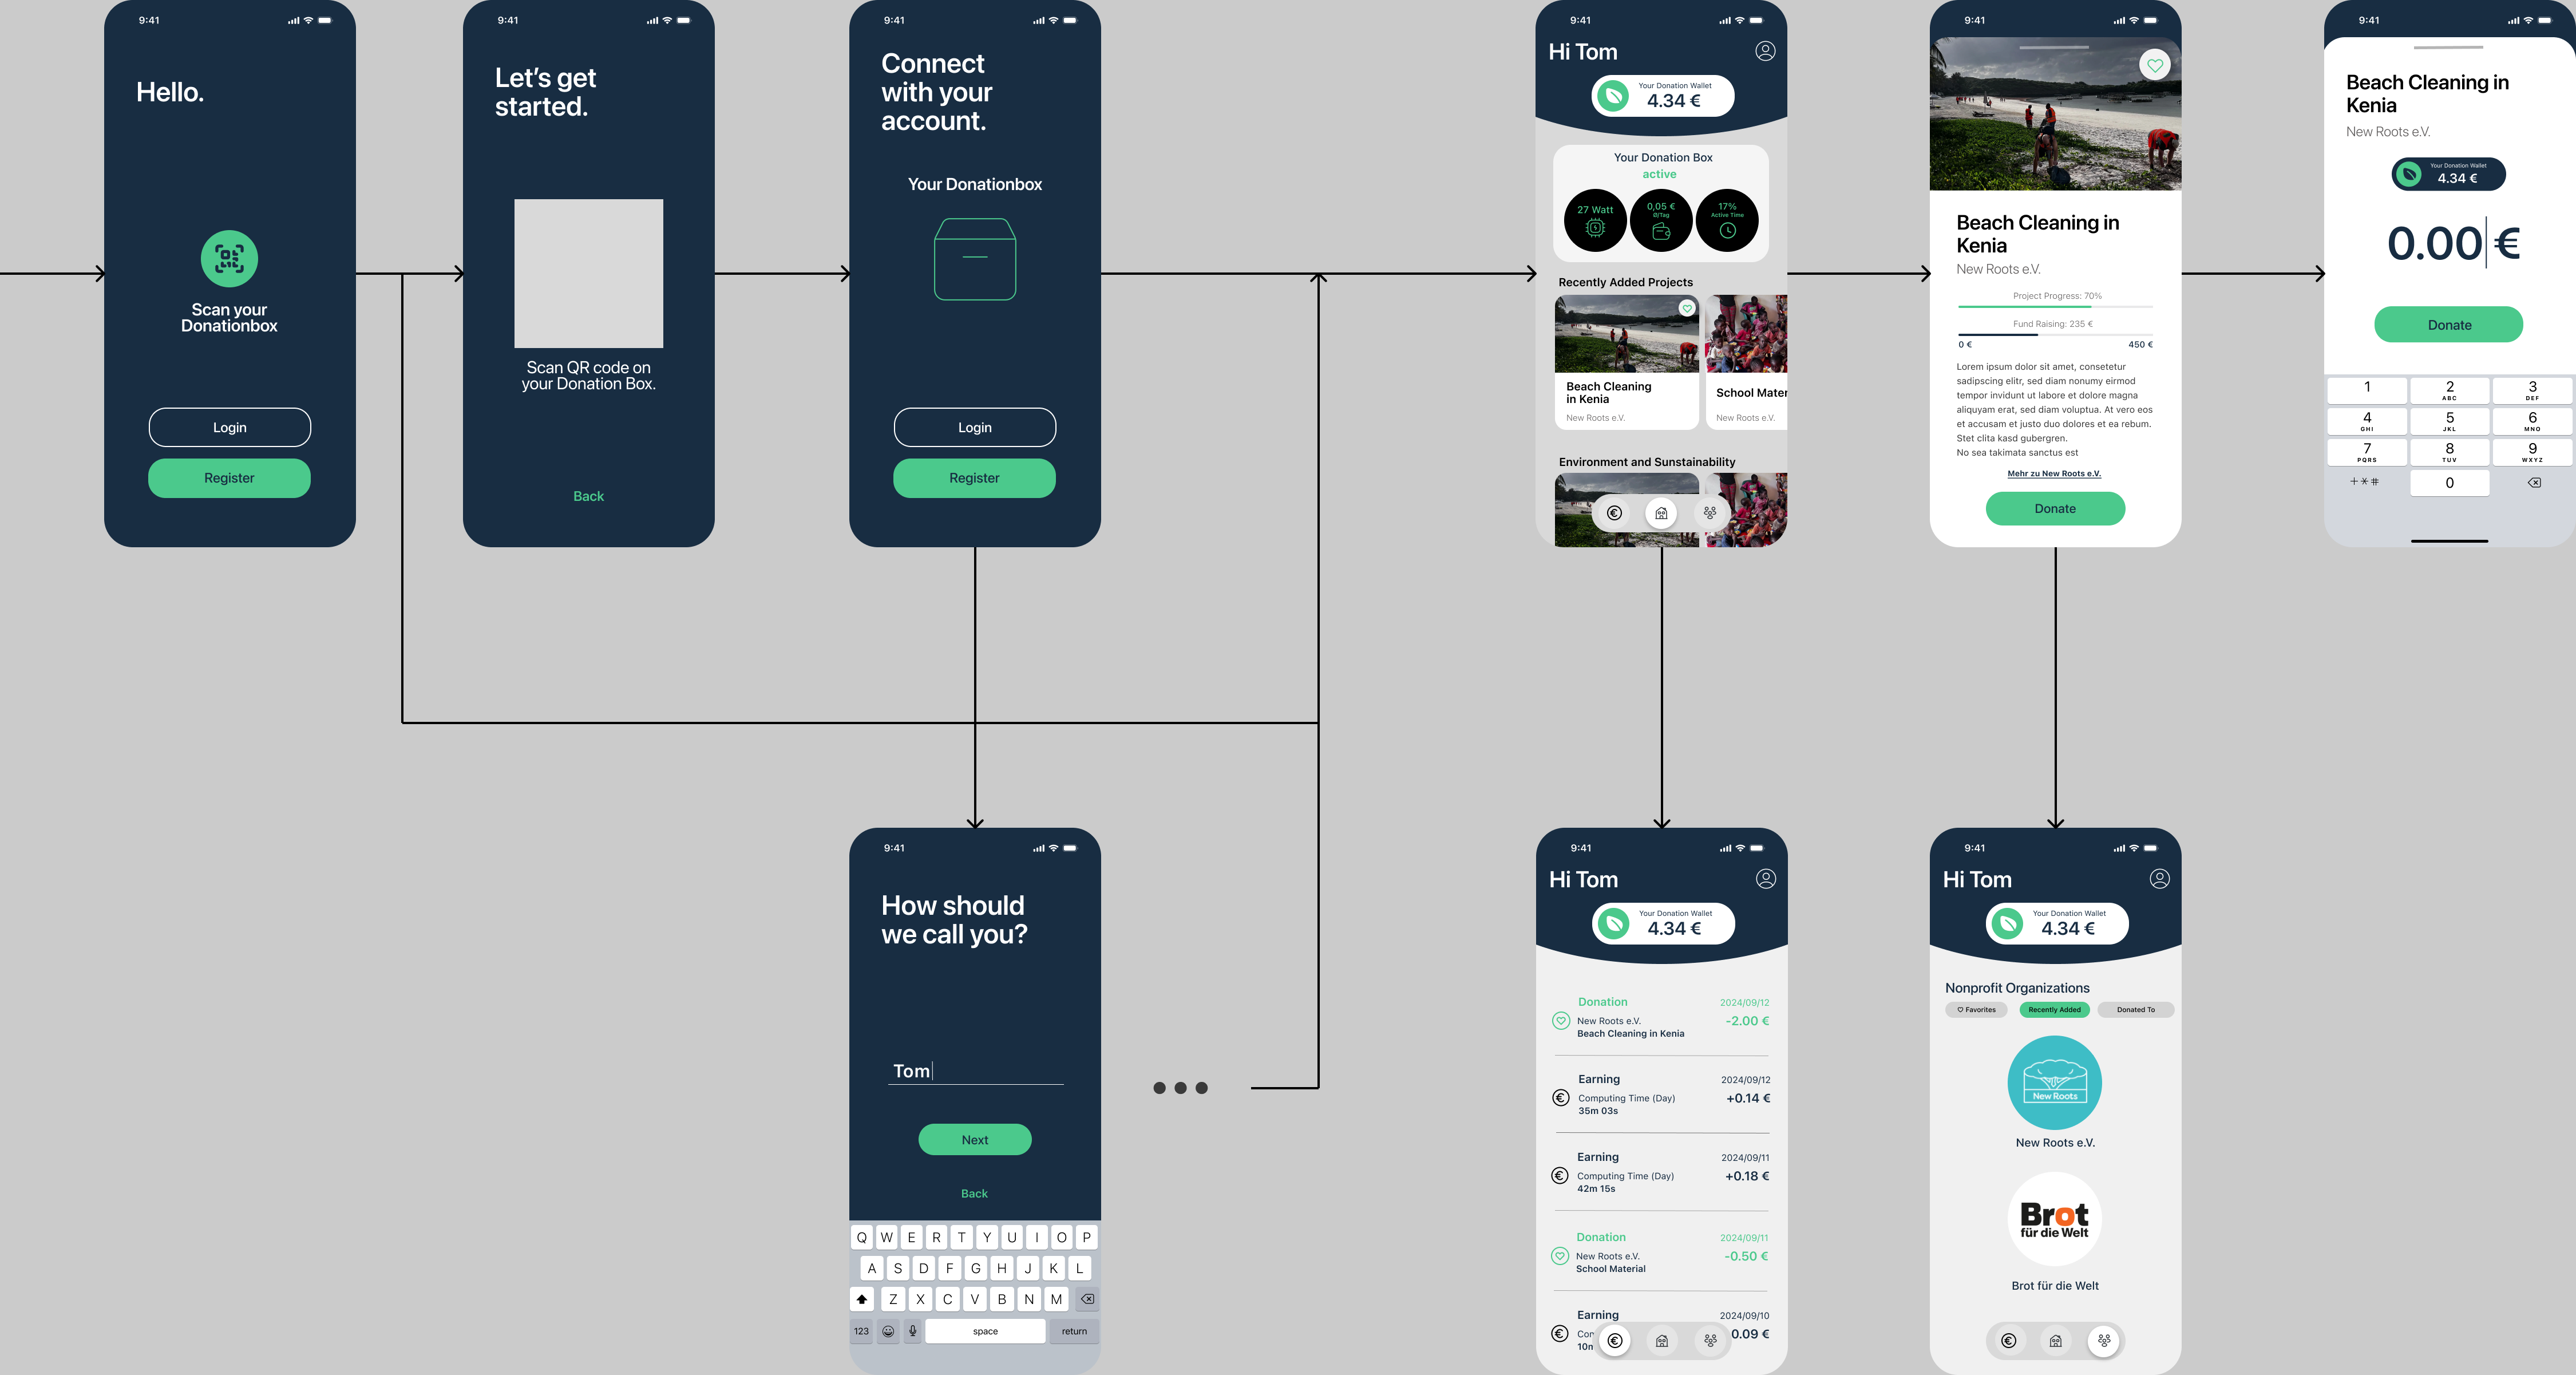 9:41
Hello.
Scan your
Donationbox
Login
Register
9:41
Let's get
started.
Scan QR code on
your Donation Box.
Back
9:41
Connect
with your
account.
Your Donationbox
Login
Register
9:41
Hi Tom
Your Donation Wallet
4.34 €
Your Donation Box
active
27 Watt
0,05 €
Ø/Tag
17%
Active Time
Recently Added Projects
Beach Cleaning
in Kenia
New Roots e.V.
School Mater
New Roots e.V.
Environment and Sunstainability
9:41
Beach Cleaning in
Kenia
New Roots e.V.
Project Progress: 70%
Fund Raising: 235 €
0 € 450 €
Lorem ipsum dolor sit amet, consetetur
sadipscing elitr, sed diam nonumy eirmod
tempor invidunt ut labore et dolore magna
aliquyam erat, sed diam voluptua. At vero eos
et accusam et justo duo dolores et ea rebum.
Stet clita kasd gubergren.
No sea takimata sanctus est
Mehr zu New Roots e.V.
Donate
9:41
Beach Cleaning in
Kenia
New Roots e.V.
Your Donation Wallet
4.34 €
0.00 €
Donate
1 2 3
ABC DEF
4 5 6
GHI JKL MNO
7 8 9
PQRS TUV WXYZ
+*# 0
9:41
How should
we call you?
Tom
Next
Back
Q W E R T Y U I O P
A S D F G H J K L
Z X C V B N M
123 space return
9:41
Hi Tom
Your Donation Wallet
4.34 €
Donation 2024/09/12
New Roots e.V. -2.00 €
Beach Cleaning in Kenia
Earning 2024/09/12
Computing Time (Day) +0.14 €
35m 03s
Earning 2024/09/11
Computing Time (Day) +0.18 €
42m 15s
Donation 2024/09/11
New Roots e.V. -0.50 €
School Material
Earning 2024/09/10
Con 0.09 €
10n
9:41
Hi Tom
Your Donation Wallet
4.34 €
Nonprofit Organizations
Favorites Recently Added Donated To
New Roots
New Roots e.V.
Brot
für die Welt
Brot für die Welt